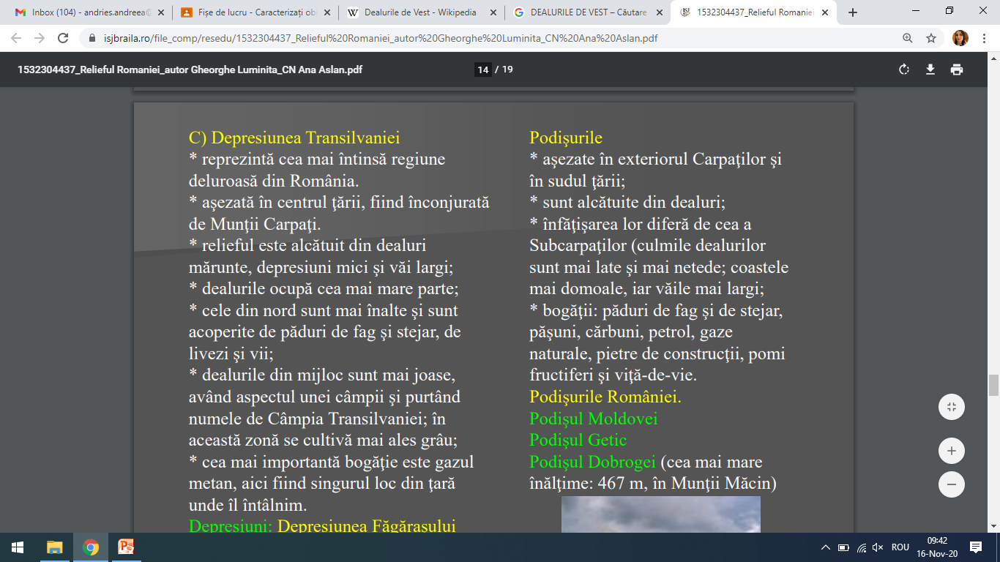 Inbox (104) - andries.andreea@
Fișe de lucru - Caracterizați obi
Dealurile de Vest - Wikipedia
DEALURILE DE VEST – Căutare
1532304437_Relieful Romaniei
isjbraila.ro/file_comp/resedu/1532304437_Relieful%20Romaniei_autor%20Gheorghe%20Luminita_CN%20Ana%20Aslan.pdf
1532304437_Relieful Romaniei_autor Gheorghe Luminita_CN Ana Aslan.pdf
14 / 19
C) Depresiunea Transilvaniei
* reprezintă cea mai întinsă regiune
deluroasă din România.
* aşezată în centrul ţării, fiind înconjurată
de Munţii Carpaţi.
* relieful este alcătuit din dealuri
mărunte, depresiuni mici şi văi largi;
* dealurile ocupă cea mai mare parte;
* cele din nord sunt mai înalte şi sunt
acoperite de păduri de fag şi stejar, de
livezi şi vii;
* dealurile din mijloc sunt mai joase,
având aspectul unei câmpii şi purtând
numele de Câmpia Transilvaniei; în
această zonă se cultivă mai ales grâu;
* cea mai importantă bogăţie este gazul
metan, aici fiind singurul loc din ţară
unde îl întâlnim.
Depresiuni: Depresiunea Făgăraşului
Podişurile
* aşezate în exteriorul Carpaţilor şi
în sudul ţării;
* sunt alcătuite din dealuri;
* înfăţişarea lor diferă de cea a
Subcarpaţilor (culmile dealurilor
sunt mai late şi mai netede; coastele
mai domoale, iar văile mai largi;
* bogăţii: păduri de fag şi de stejar,
păşuni, cărbuni, petrol, gaze
naturale, pietre de construcţii, pomi
fructiferi şi viţă-de-vie.
Podişurile României.
Podişul Moldovei
Podişul Getic
Podişul Dobrogei (cea mai mare
înălţime: 467 m, în Munţii Măcin)
ROU
09:42
16-Nov-20